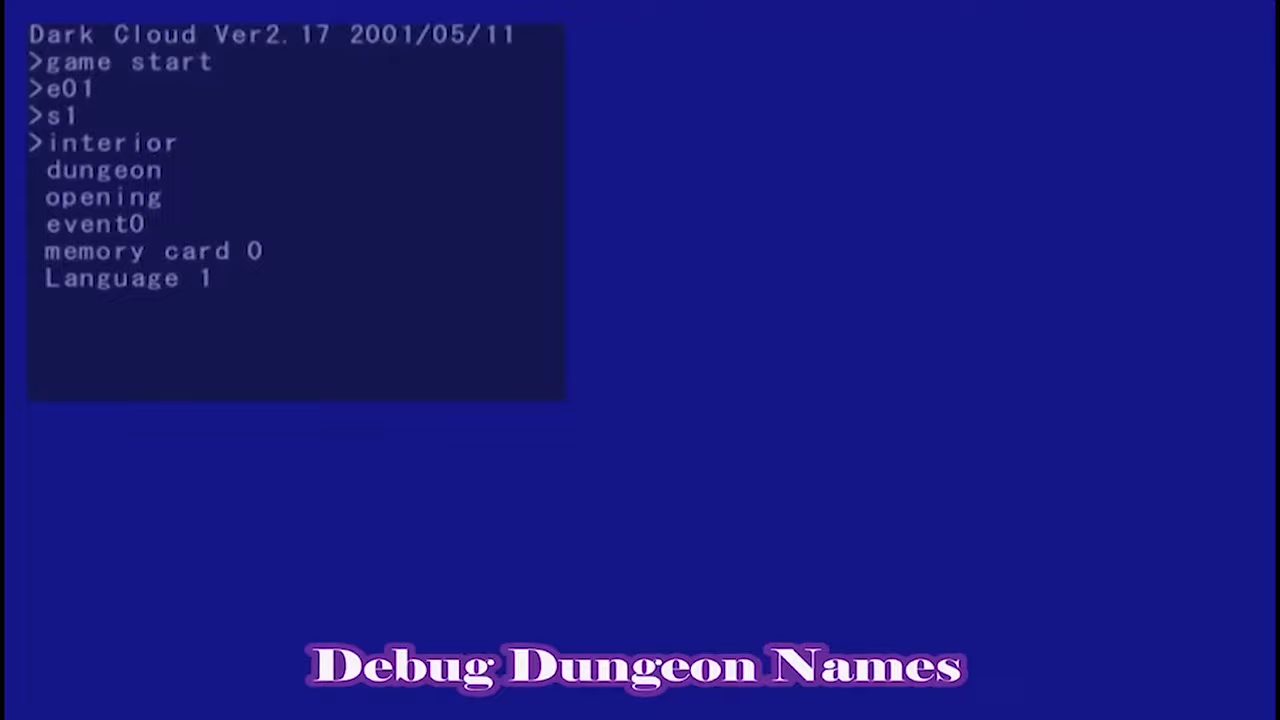 Dark Cloud Ver2.17 2001/05/11
>game start
>e01
>s1
>interior
dungeon
opening
event0
memory card 0
Language 1
Debug Dungeon Names